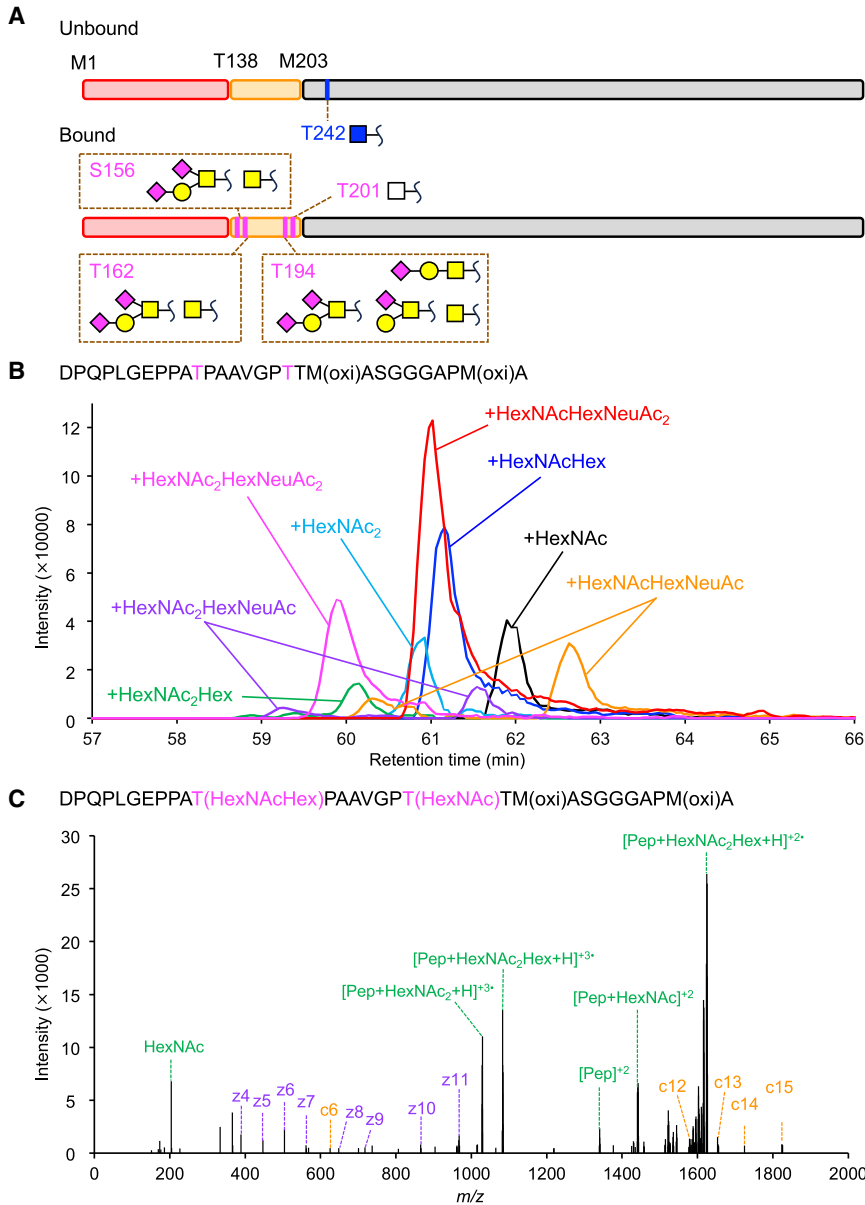 A
Unbound
M1 T138 M203
T242
Bound
S156
T201
T162 T194
B DPQPLGEPPATPAAVGPTTM(oxi)ASGGGAPM(oxi)A
+HexNAcHexNeuAc₂
+HexNAcHex
+HexNAc₂HexNeuAc₂
+HexNAc₂
+HexNAc
+HexNAcHexNeuAc
+HexNAc₂HexNeuAc
+HexNAc₂Hex
Intensity (×10000)
12
10
8
6
4
2
0
57 58 59 60 61 62 63 64 65 66
Retention time (min)
C DPQPLGEPPAT(HexNAcHex)PAAVGPT(HexNAc)TM(oxi)ASGGGAPM(oxi)A
[Pep+HexNAc₂Hex+H]⁺²•
[Pep+HexNAc₂Hex+H]⁺³•
[Pep+HexNAc₂+H]⁺³•
[Pep+HexNAc]⁺²
HexNAc
[Pep]⁺²
z4 z5 z6 z7 c6 z8 z9 z10 z11 c12 c13 c14 c15
Intensity (×1000)
30
25
20
15
10
5
0
0 200 400 600 800 1000 1200 1400 1600 1800 2000
m/z